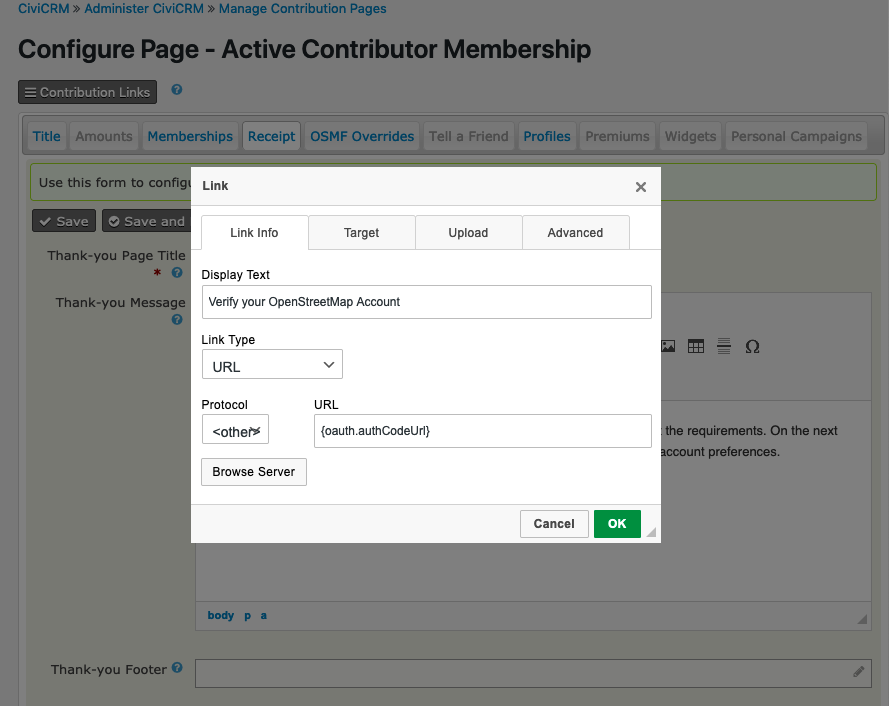 CiviCRM » Administer CiviCRM » Manage Contribution Pages
Configure Page - Active Contributor Membership
Contribution Links
Title Amounts Memberships Receipt OSMF Overrides Tell a Friend Profiles Premiums Widgets Personal Campaigns
Use this form to
Save Save and
Thank-you Page Title
*
Thank-you Message
Link
Link Info Target Upload Advanced
Display Text
Verify your OpenStreetMap Account
Link Type
URL
Protocol URL
<other> {oauth.authCodeUrl}
Browse Server
Cancel OK
the requirements. On the next
account preferences.
body p a
Thank-you Footer